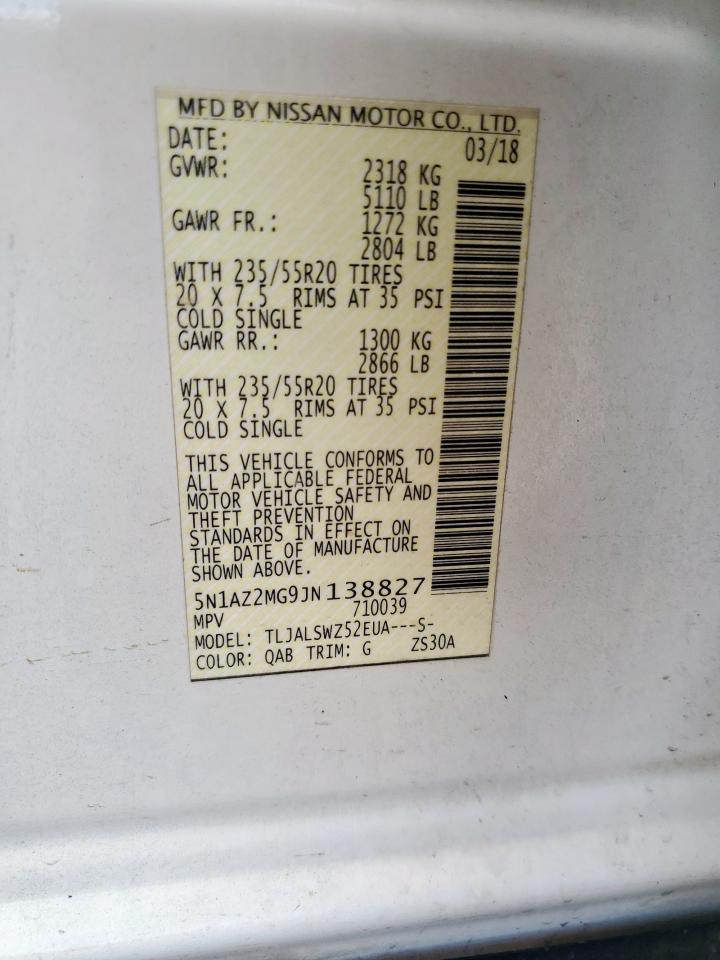 MFD BY NISSAN MOTOR CO., LTD.
DATE: 03/18
GVWR: 2318 KG
5110 LB
GAWR FR.: 1272 KG
2804 LB
WITH 235/55R20 TIRES
20 X 7.5 RIMS AT 35 PSI
COLD SINGLE
GAWR RR.: 1300 KG
2866 LB
WITH 235/55R20 TIRES
20 X 7.5 RIMS AT 35 PSI
COLD SINGLE
THIS VEHICLE CONFORMS TO
ALL APPLICABLE FEDERAL
MOTOR VEHICLE SAFETY AND
THEFT PREVENTION
STANDARDS IN EFFECT ON
THE DATE OF MANUFACTURE
SHOWN ABOVE.
5N1AZ2MG9JN138827
MPV 710039
MODEL: TLJALSWZ52EUA---S-
COLOR: QAB TRIM: G ZS30A